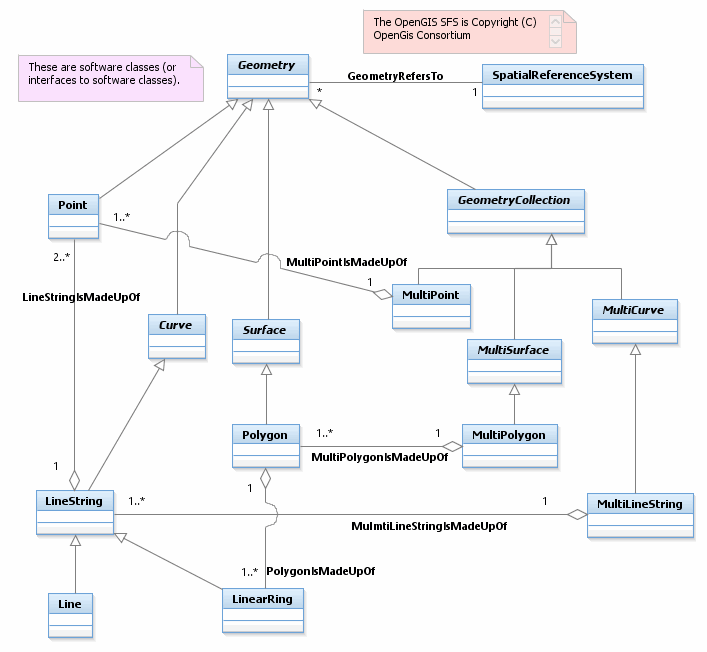 The OpenGIS SFS is Copyright (C)
OpenGis Consortium
These are software classes (or
interfaces to software classes).
Geometry
GeometryRefersTo
*
1
SpatialReferenceSystem
Point
1..*
GeometryCollection
2..*
MultiPointIsMadeUpOf
1
MultiPoint
LineStringIsMadeUpOf
Curve
Surface
MultiCurve
MultiSurface
Polygon
1..*
1
MultiPolygon
MultiPolygonIsMadeUpOf
1
1
LineString
1..*
1
MultiLineString
MulmtiLineStringIsMadeUpOf
1..*
PolygonIsMadeUpOf
Line
LinearRing